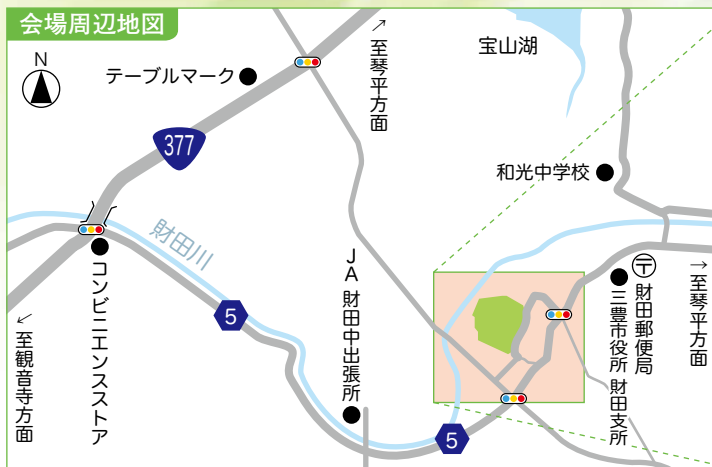 会場周辺地図
N
テーブルマーク
↗至琴平方面
宝山湖
377
和光中学校
財田川
コンビニエンスストア
5
JA 財田中出張所
←至観音寺方面
〒
財田郵便局
三豊市役所 財田支所
→至琴平方面
5